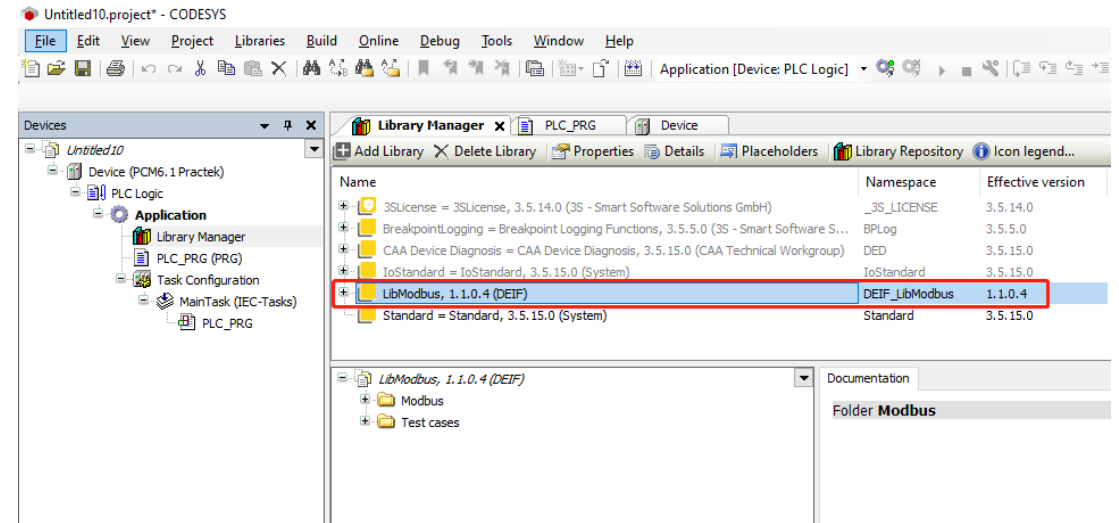 Untitled10.project* - CODESYS
File Edit View Project Libraries Build Online Debug Tools Window Help
Application [Device: PLC Logic]
Devices
Untitled10
Device (PCM6.1 Practek)
PLC Logic
Application
Library Manager
PLC_PRG (PRG)
Task Configuration
MainTask (IEC-Tasks)
PLC_PRG
Library Manager PLC_PRG Device
Add Library Delete Library Properties Details Placeholders Library Repository Icon legend...
Name Namespace Effective version
3SLicense = 3SLicense, 3.5.14.0 (3S - Smart Software Solutions GmbH) _3S_LICENSE 3.5.14.0
BreakpointLogging = Breakpoint Logging Functions, 3.5.5.0 (3S - Smart Software S... BPLog 3.5.5.0
CAA Device Diagnosis = CAA Device Diagnosis, 3.5.15.0 (CAA Technical Workgroup) DED 3.5.15.0
IoStandard = IoStandard, 3.5.15.0 (System) IoStandard 3.5.15.0
LibModbus, 1.1.0.4 (DEIF) DEIF_LibModbus 1.1.0.4
Standard = Standard, 3.5.15.0 (System) Standard 3.5.15.0
LibModbus, 1.1.0.4 (DEIF)
Modbus
Test cases
Documentation
Folder Modbus